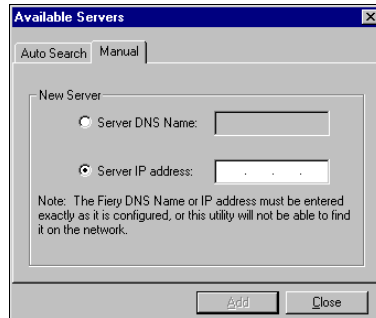 Available Servers
Auto Search
Manual
New Server
Server DNS Name:
Server IP address:
. . .
Note: The Fiery DNS Name or IP address must be entered
exactly as it is configured, or this utility will not be able to find
it on the network.
Add
Close